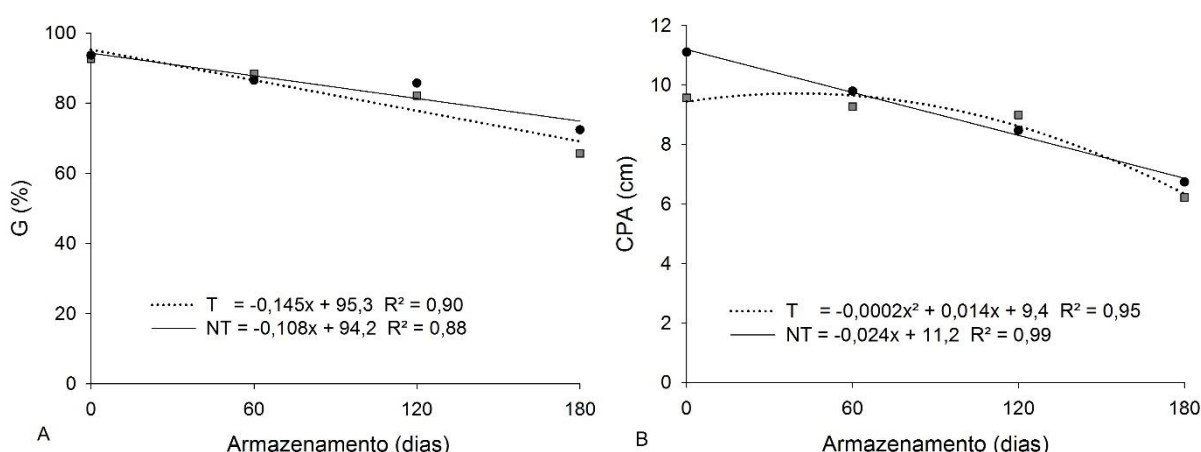 100
80
60
40
20
0
G (%)
T = -0,145x + 95,3 R² = 0,90
NT = -0,108x + 94,2 R² = 0,88
0 60 120 180
A
Armazenamento (dias)
12
10
8
6
4
2
0
CPA (cm)
T = -0,0002x² + 0,014x + 9,4 R² = 0,95
NT = -0,024x + 11,2 R² = 0,99
0 60 120 180
B
Armazenamento (dias)